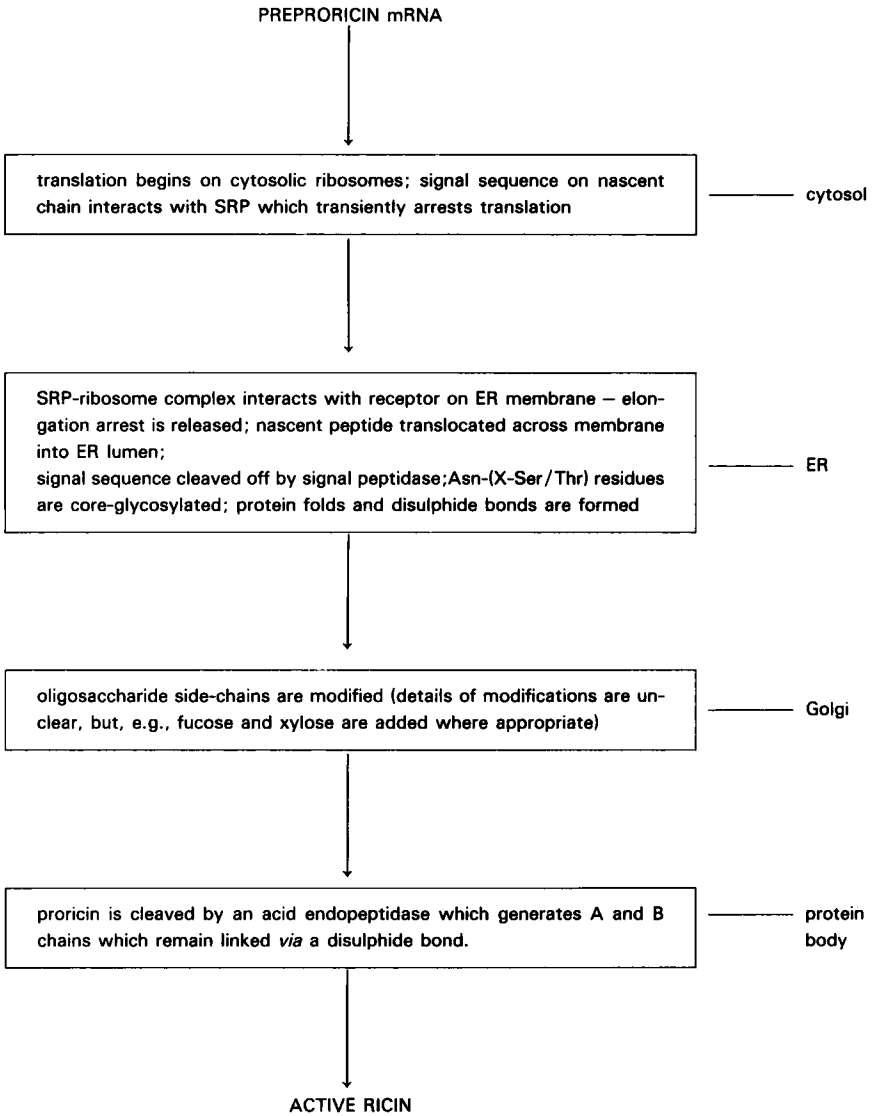 PREPRORICIN mRNA
translation begins on cytosolic ribosomes; signal sequence on nascent
chain interacts with SRP which transiently arrests translation
cytosol
SRP-ribosome complex interacts with receptor on ER membrane – elon-
gation arrest is released; nascent peptide translocated across membrane
into ER lumen;
signal sequence cleaved off by signal peptidase;Asn-(X-Ser/Thr) residues
are core-glycosylated; protein folds and disulphide bonds are formed
ER
oligosaccharide side-chains are modified (details of modifications are un-
clear, but, e.g., fucose and xylose are added where appropriate)
Golgi
proricin is cleaved by an acid endopeptidase which generates A and B
chains which remain linked via a disulphide bond.
protein
body
ACTIVE RICIN